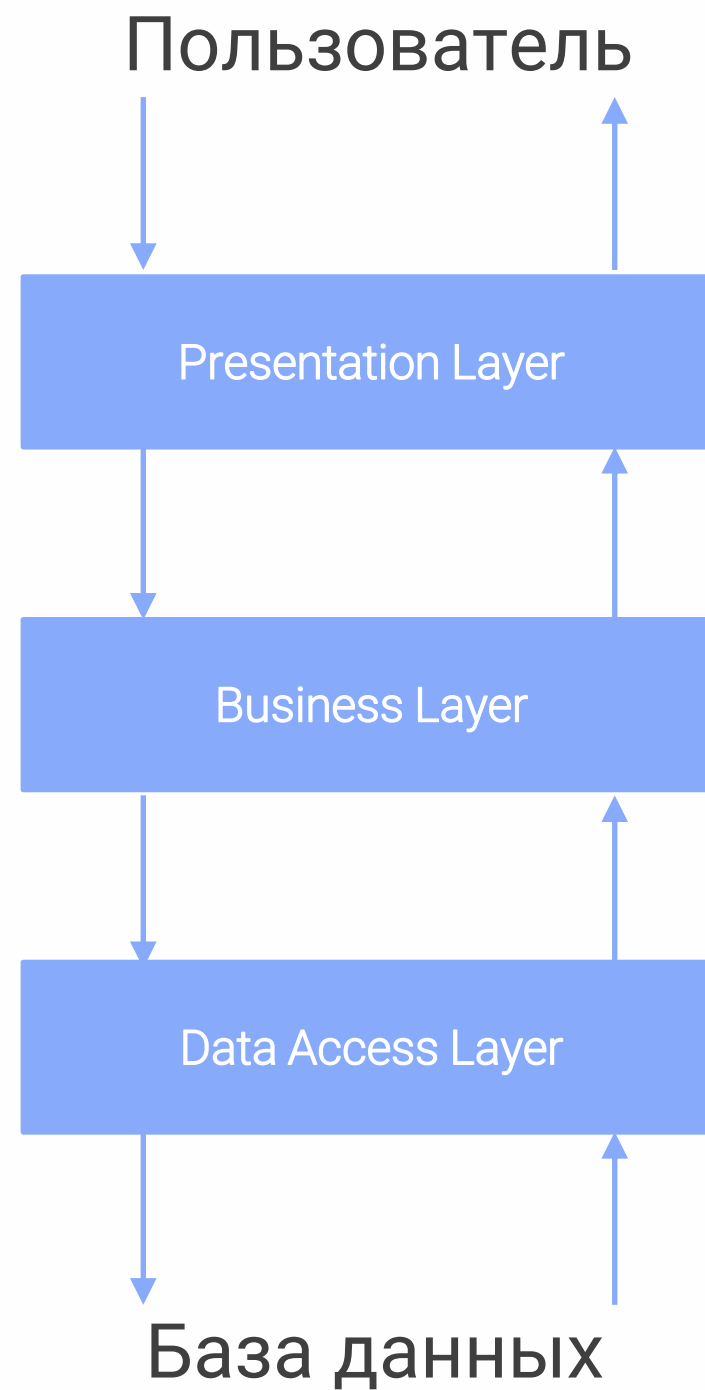 Пользователь
Presentation Layer
Business Layer
Data Access Layer
База данных